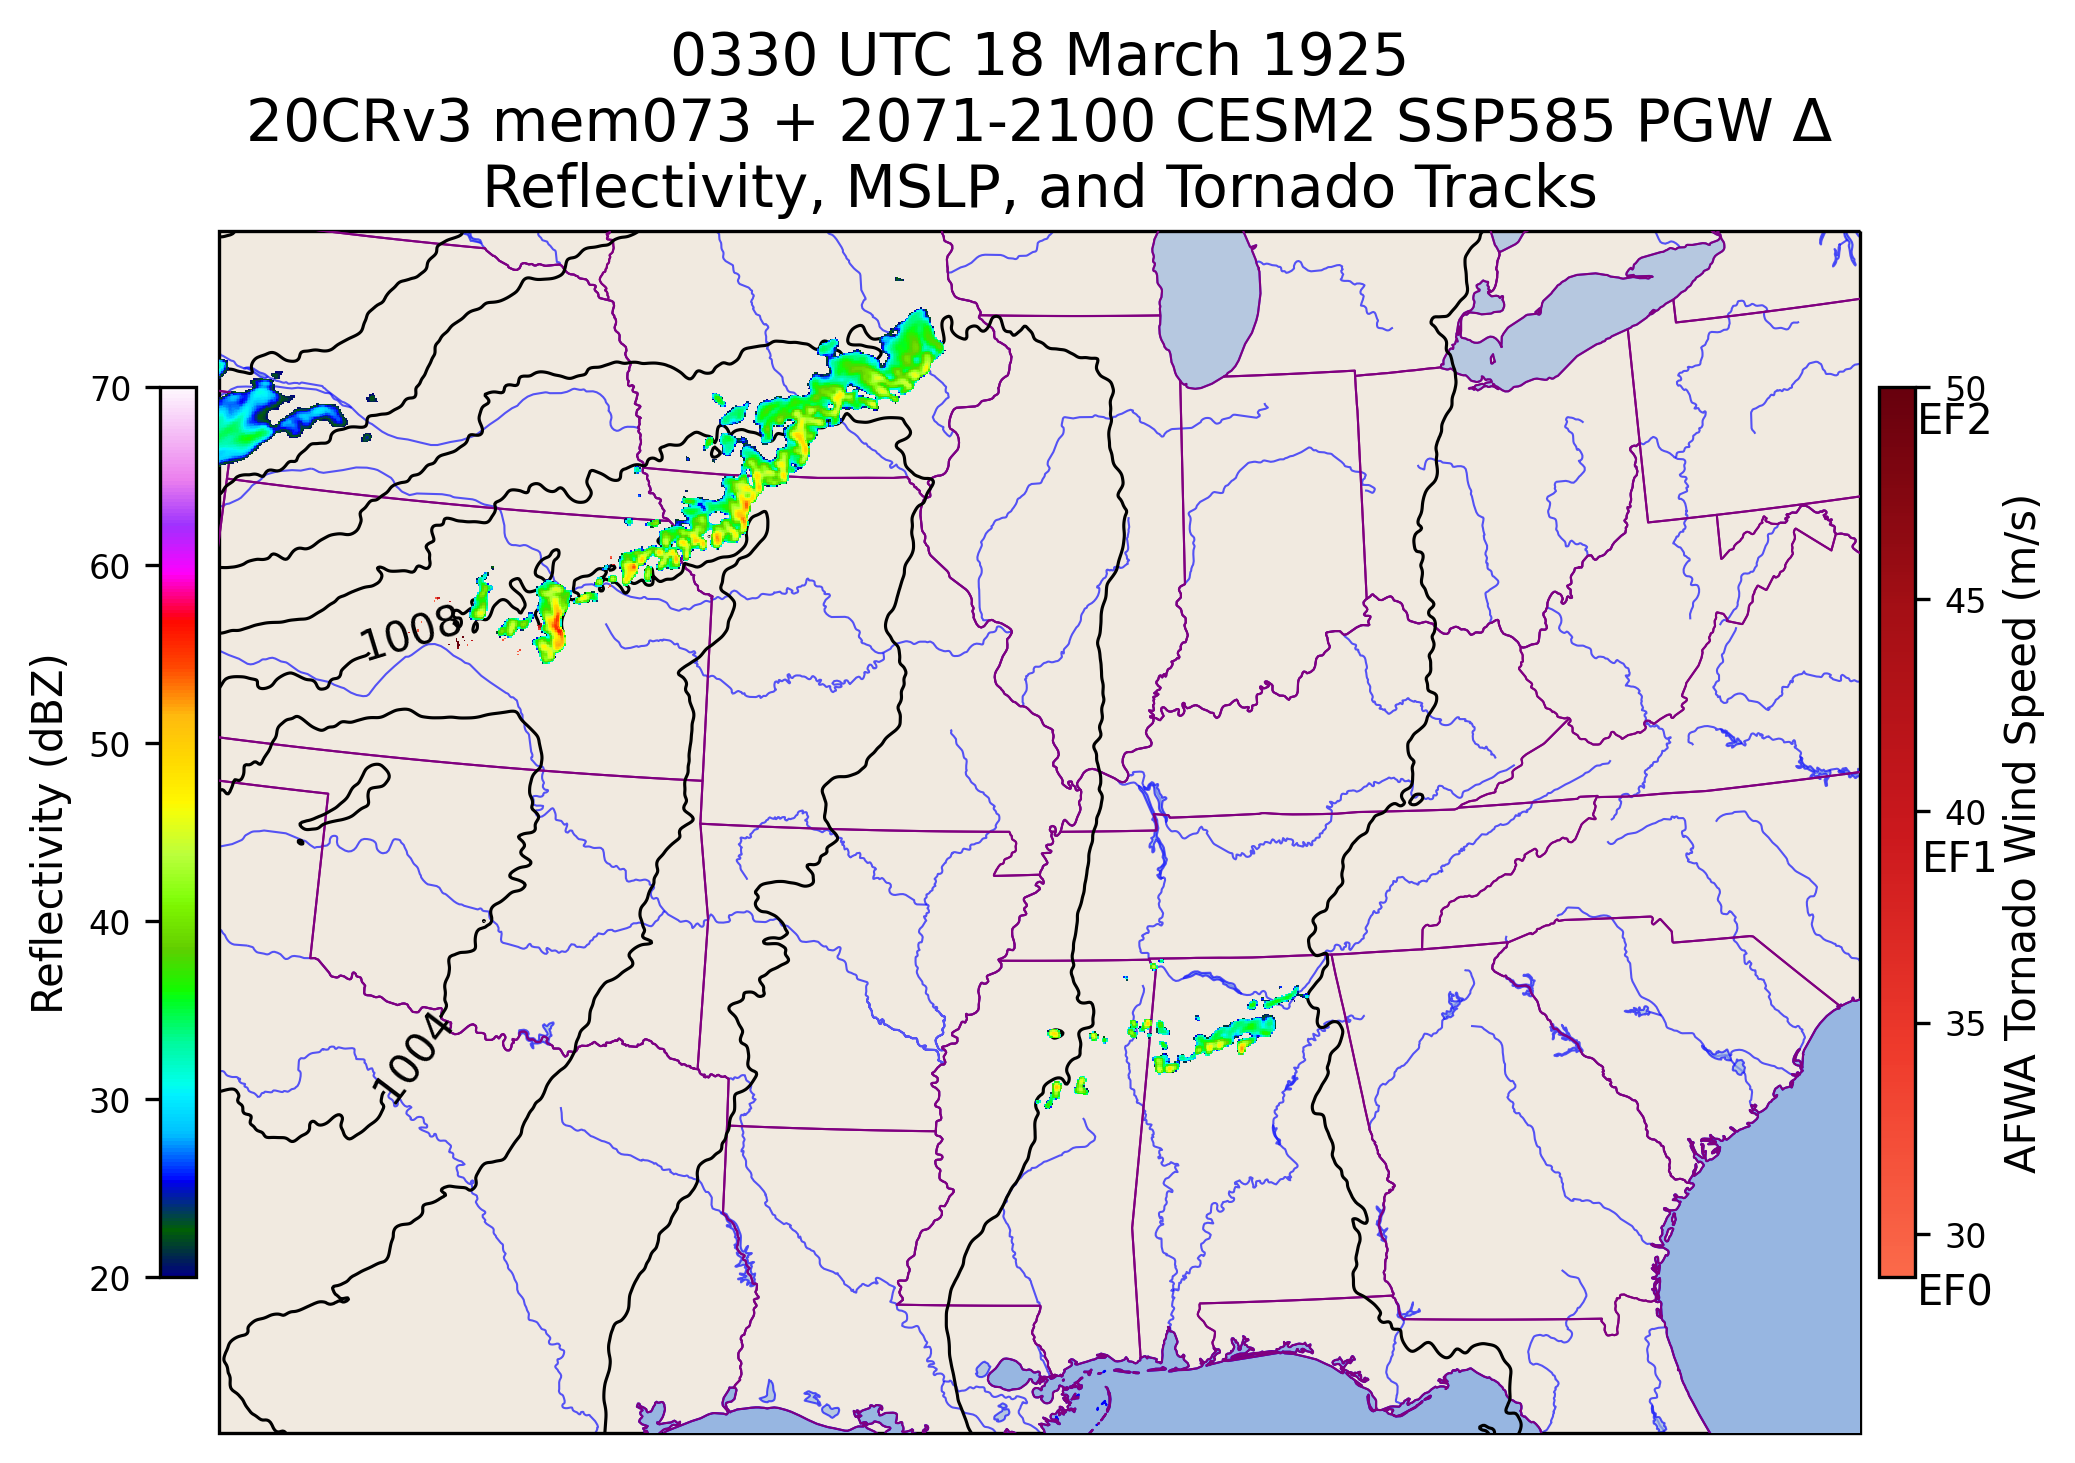 0330 UTC 18 March 1925
20CRv3 mem073 + 2071-2100 CESM2 SSP585 PGW Δ
Reflectivity, MSLP, and Tornado Tracks
Reflectivity (dBZ)
70
60
50
40
30
20
1008
1004
50
EF2
45
40
EF1
35
30
EF0
AFWA Tornado Wind Speed (m/s)